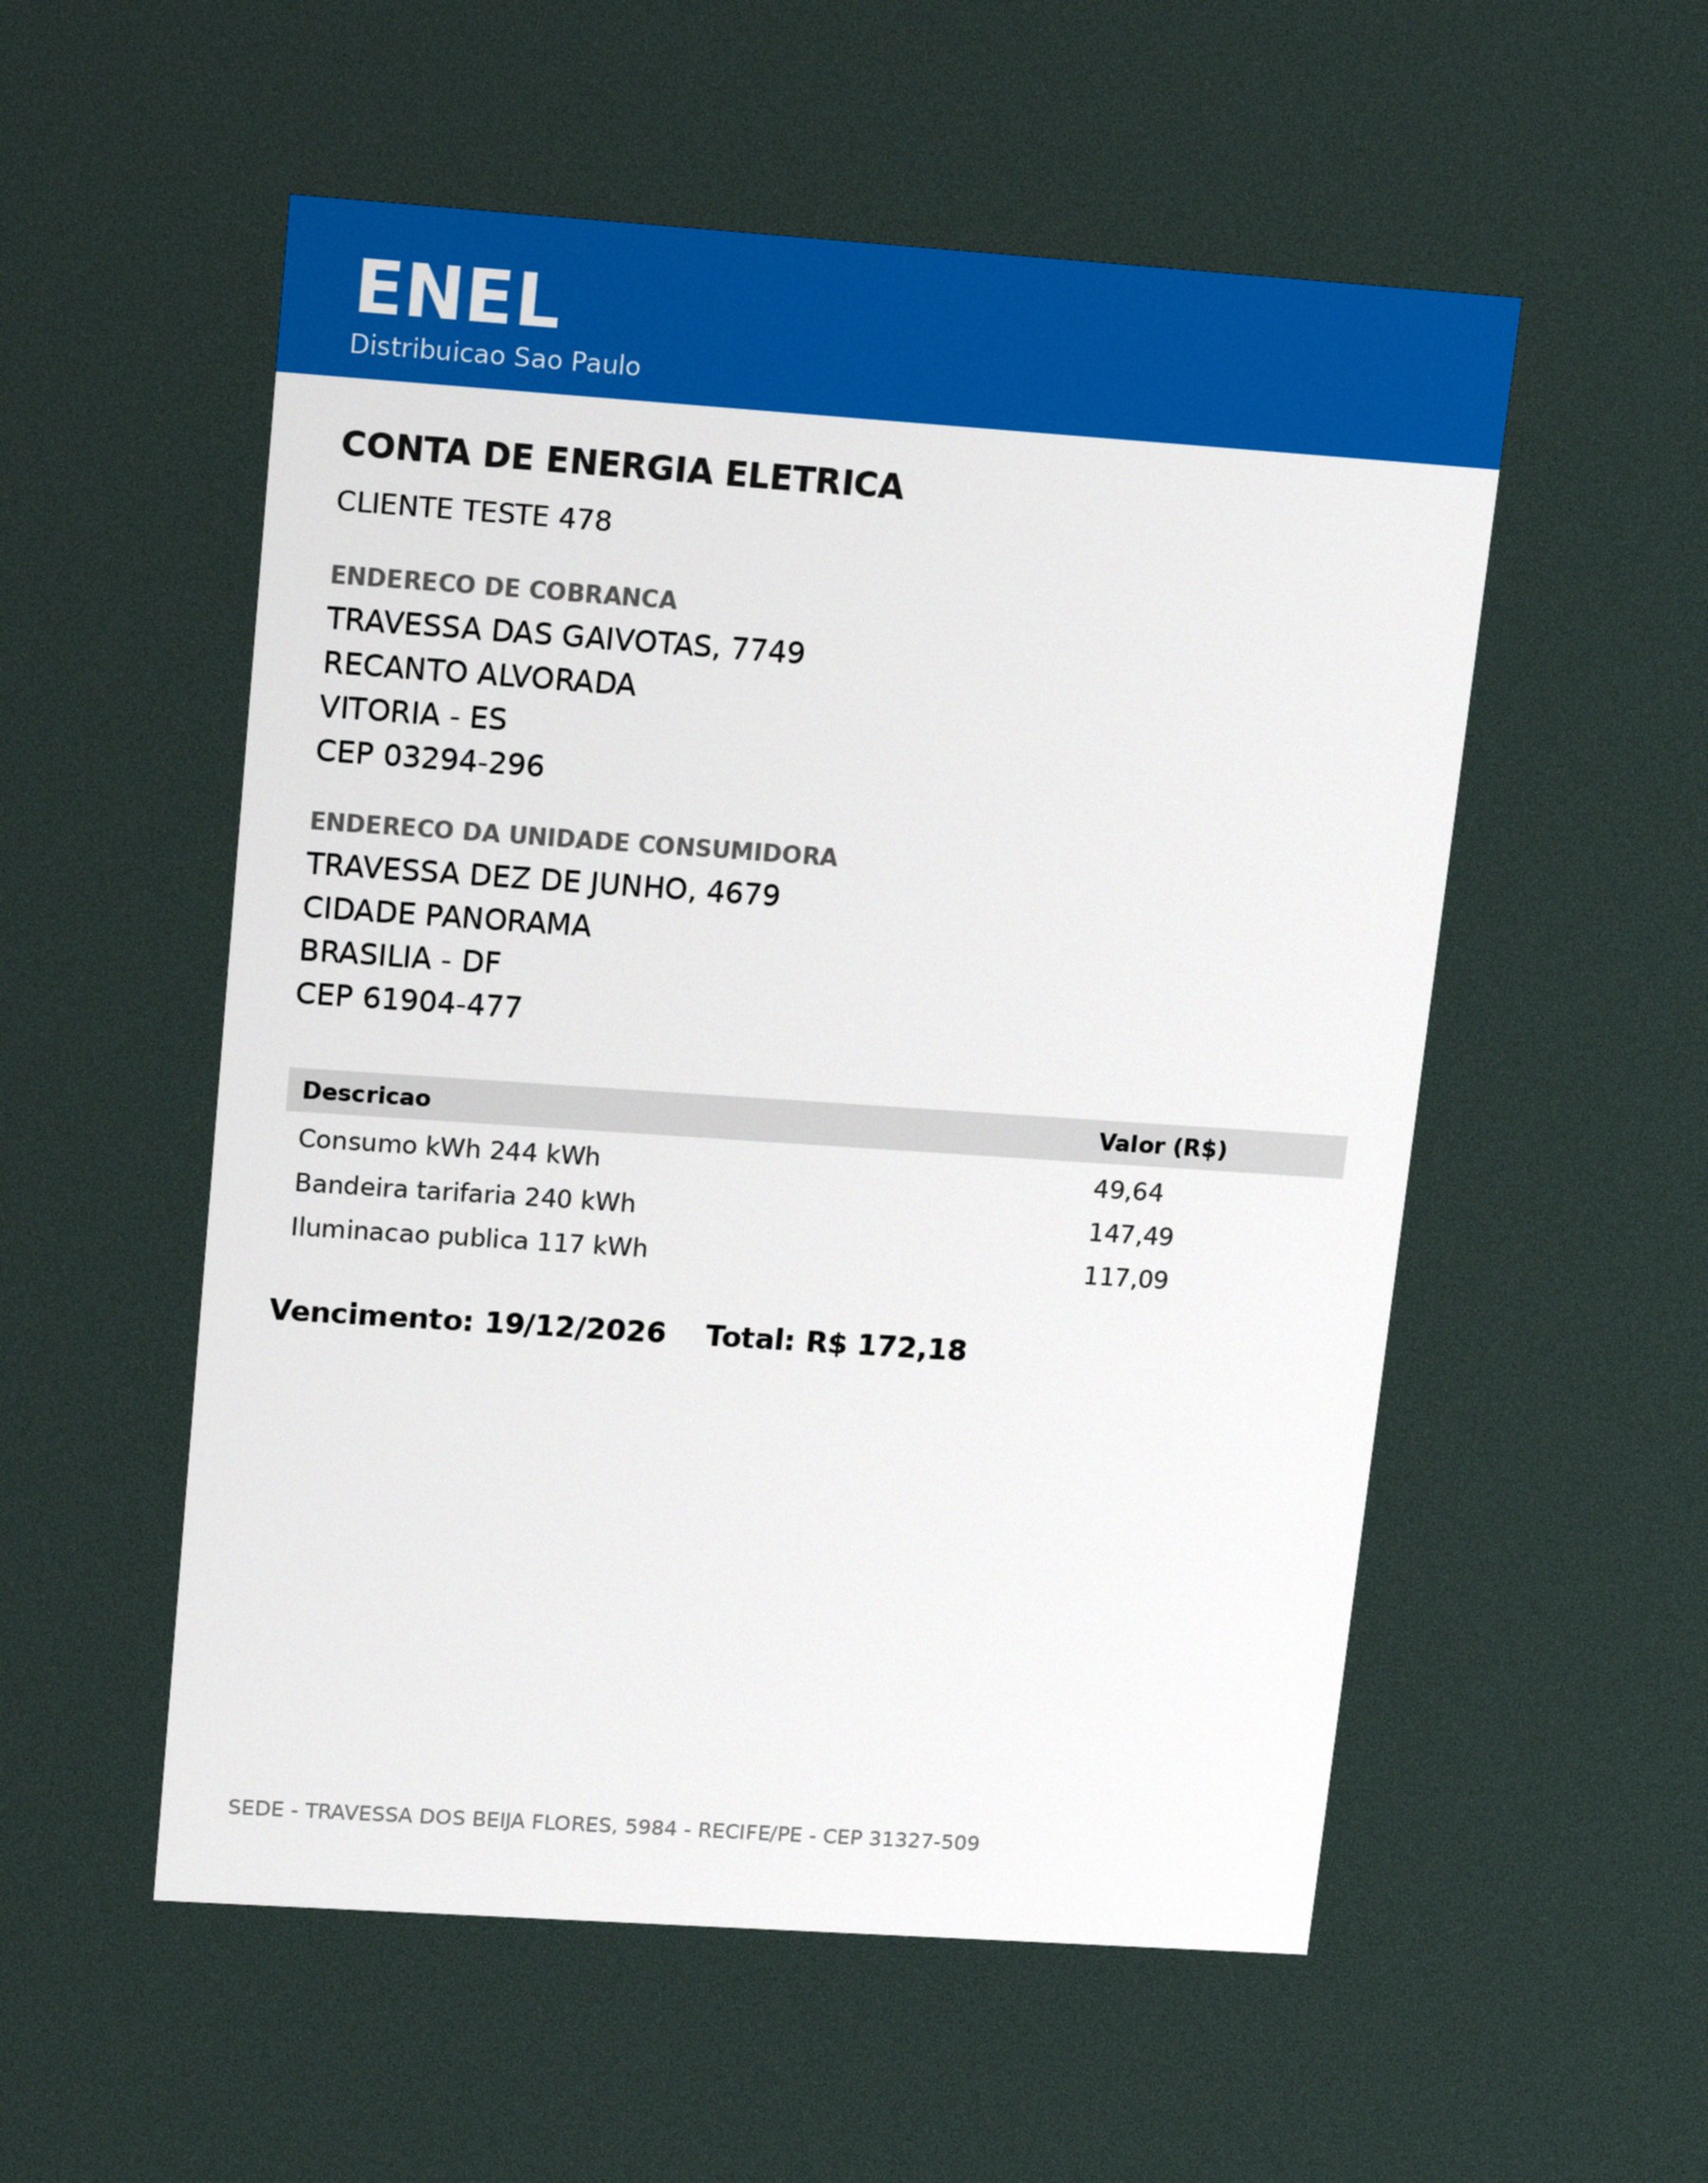 ENEL
Distribuicao Sao Paulo
CONTA DE ENERGIA ELETRICA
CLIENTE TESTE 478
ENDERECO DE COBRANCA
TRAVESSA DAS GAIVOTAS, 7749
RECANTO ALVORADA
VITORIA - ES
CEP 03294-296
ENDERECO DA UNIDADE CONSUMIDORA
TRAVESSA DEZ DE JUNHO, 4679
CIDADE PANORAMA
BRASILIA - DF
CEP 61904-477
Descricao Valor (R$)
Consumo kWh 244 kWh 49,64
Bandeira tarifaria 240 kWh 147,49
Iluminacao publica 117 kWh 117,09
Vencimento: 19/12/2026 Total: R$ 172,18
SEDE - TRAVESSA DOS BEIJA FLORES, 5984 - RECIFE/PE - CEP 31327-509